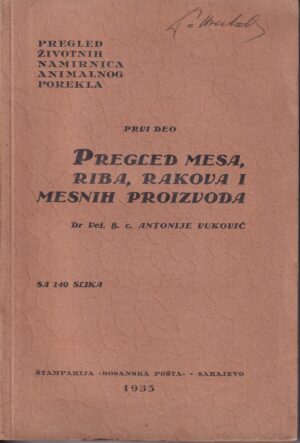 PREGLED
ŽIVOTNIH
NAMIRNICA
ANIMALNOG
POREKLA
PRVI DEO
PREGLED MESA,
RIBA, RAKOVA I
MESNIH PROIZVODA
Dr Vet. h. c. ANTONIJE VUKOVIĆ
SA 140 SLIKA
ŠTAMPARIJA «BOSANSKA POŠTA» - SARAJEVO
1935